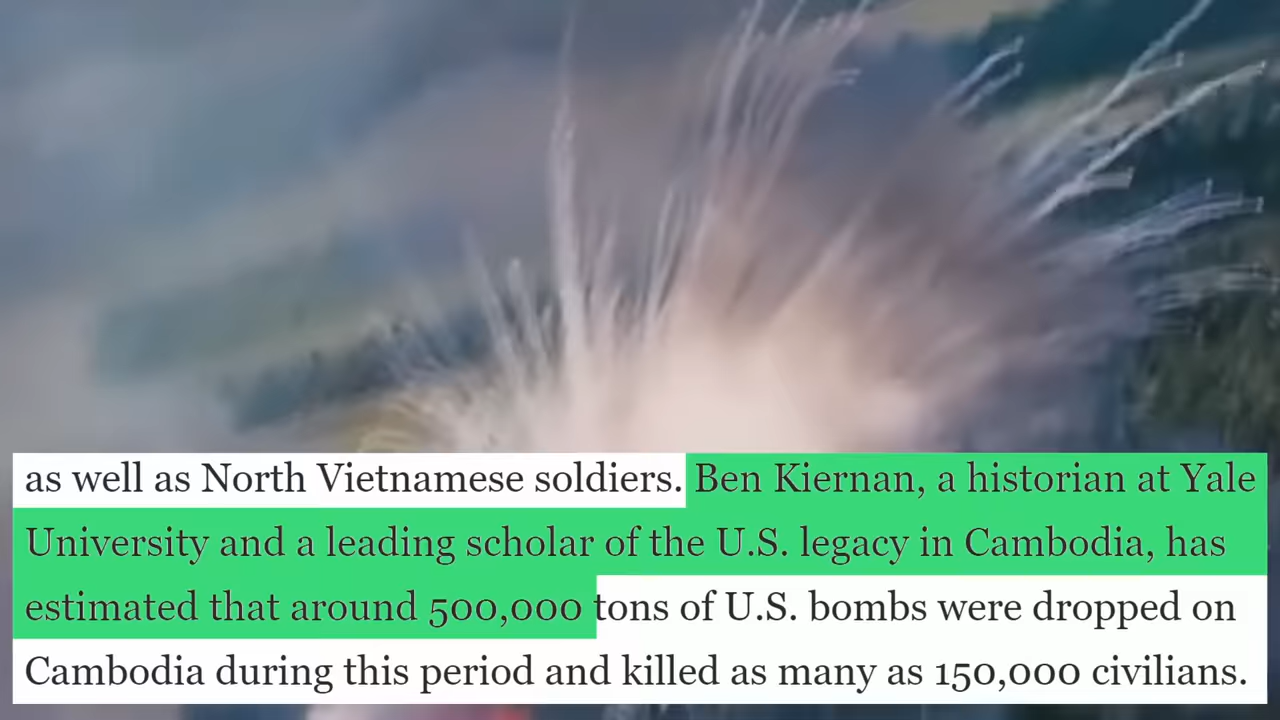 as well as North Vietnamese soldiers. Ben Kiernan, a historian at Yale
University and a leading scholar of the U.S. legacy in Cambodia, has
estimated that around 500,000 tons of U.S. bombs were dropped on
Cambodia during this period and killed as many as 150,000 civilians.